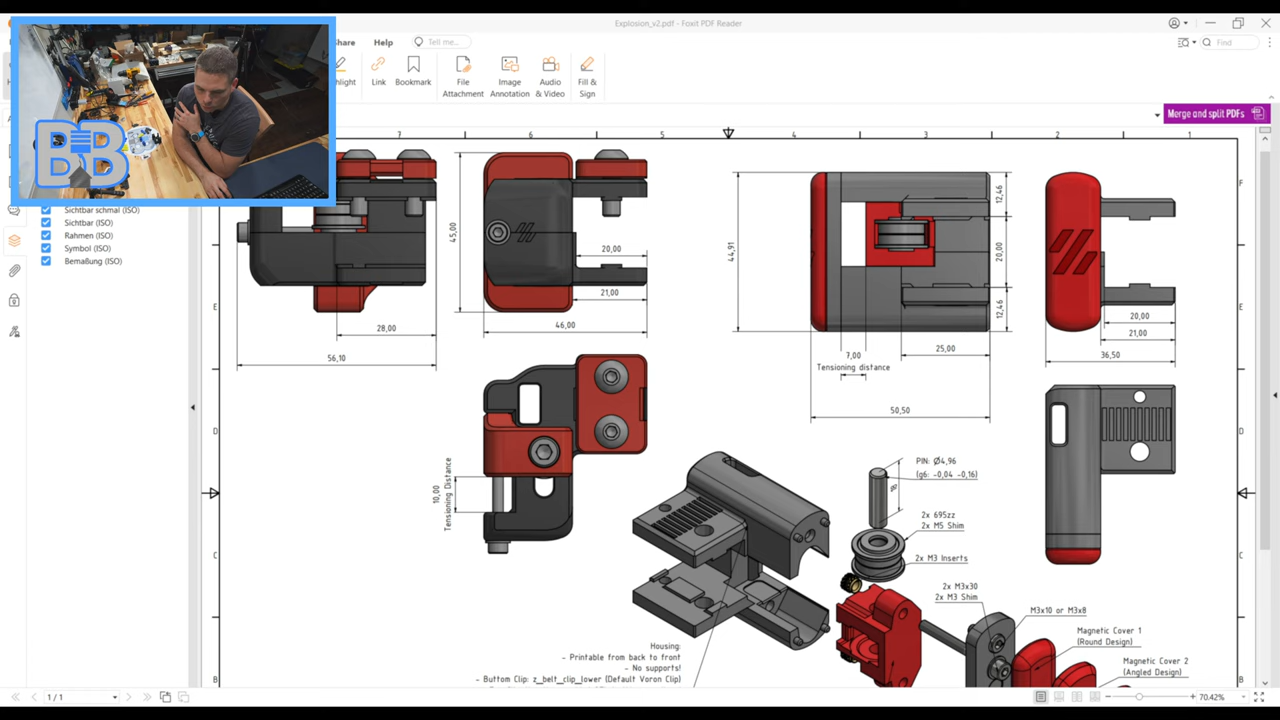 Explosion_v2.pdf - Foxit PDF Reader
Share
Help
Tell me...
Find
Link
Bookmark
File Attachment
Image Annotation
Audio & Video
Fill & Sign
Merge and split PDFs
BB
Sichtbar schmal (ISO)
Sichtbar (ISO)
Rahmen (ISO)
Symbol (ISO)
Bemaßung (ISO)
7
6
5
4
3
2
1
F
E
D
C
B
E
D
C
B
28,00
56,10
45,00
20,00
21,00
46,00
44,91
12,46
20,00
12,46
7,00
Tensioning distance
25,00
50,50
20,00
21,00
36,50
10,00
Tensioning Distance
PIN: Ø4,96
(g6: -0,04 -0,16)
2x 695zz
2x M5 Shim
2x M3 Inserts
2x M3x30
2x M3 Shim
M3x10 or M3x8
Magnetic Cover 1
(Round Design)
Magnetic Cover 2
(Angled Design)
Housing:
- Printable from back to front
- No supports!
- Buttom Clip: z_belt_clip_lower (Default Voron Clip)
1 / 1
70.42%